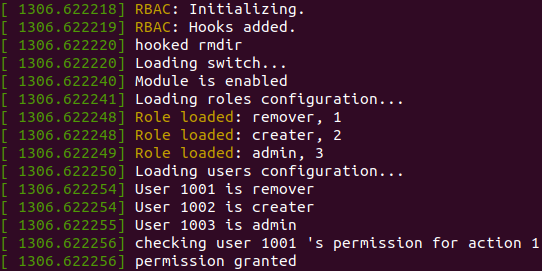 [ 1306.622218] RBAC: Initializing.
[ 1306.622219] RBAC: Hooks added.
[ 1306.622220] hooked rmdir
[ 1306.622220] Loading switch...
[ 1306.622240] Module is enabled
[ 1306.622241] Loading roles configuration...
[ 1306.622248] Role loaded: remover, 1
[ 1306.622248] Role loaded: creater, 2
[ 1306.622249] Role loaded: admin, 3
[ 1306.622250] Loading users configuration...
[ 1306.622254] User 1001 is remover
[ 1306.622254] User 1002 is creater
[ 1306.622255] User 1003 is admin
[ 1306.622256] checking user 1001 's permission for action 1
[ 1306.622256] permission granted